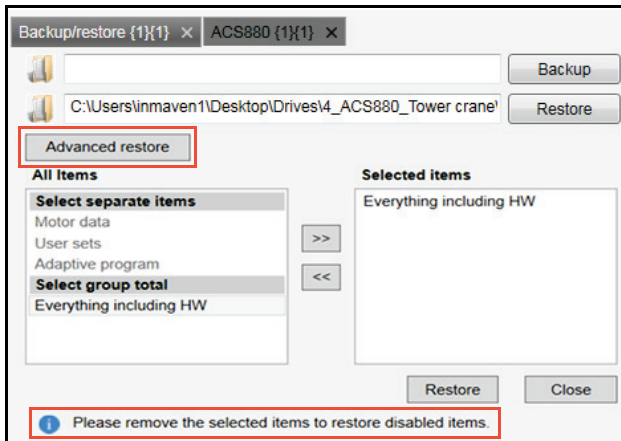 Backup/restore {1}{1} × ACS880 {1}{1} ×
Backup
C:\Users\inmaven1\Desktop\Drives\4_ACS880_Tower crane\ Restore
Advanced restore
All Items Selected items
Select separate items Everything including HW
Motor data
User sets >>
Adaptive program
Select group total <<
Everything including HW
Restore Close
Please remove the selected items to restore disabled items.